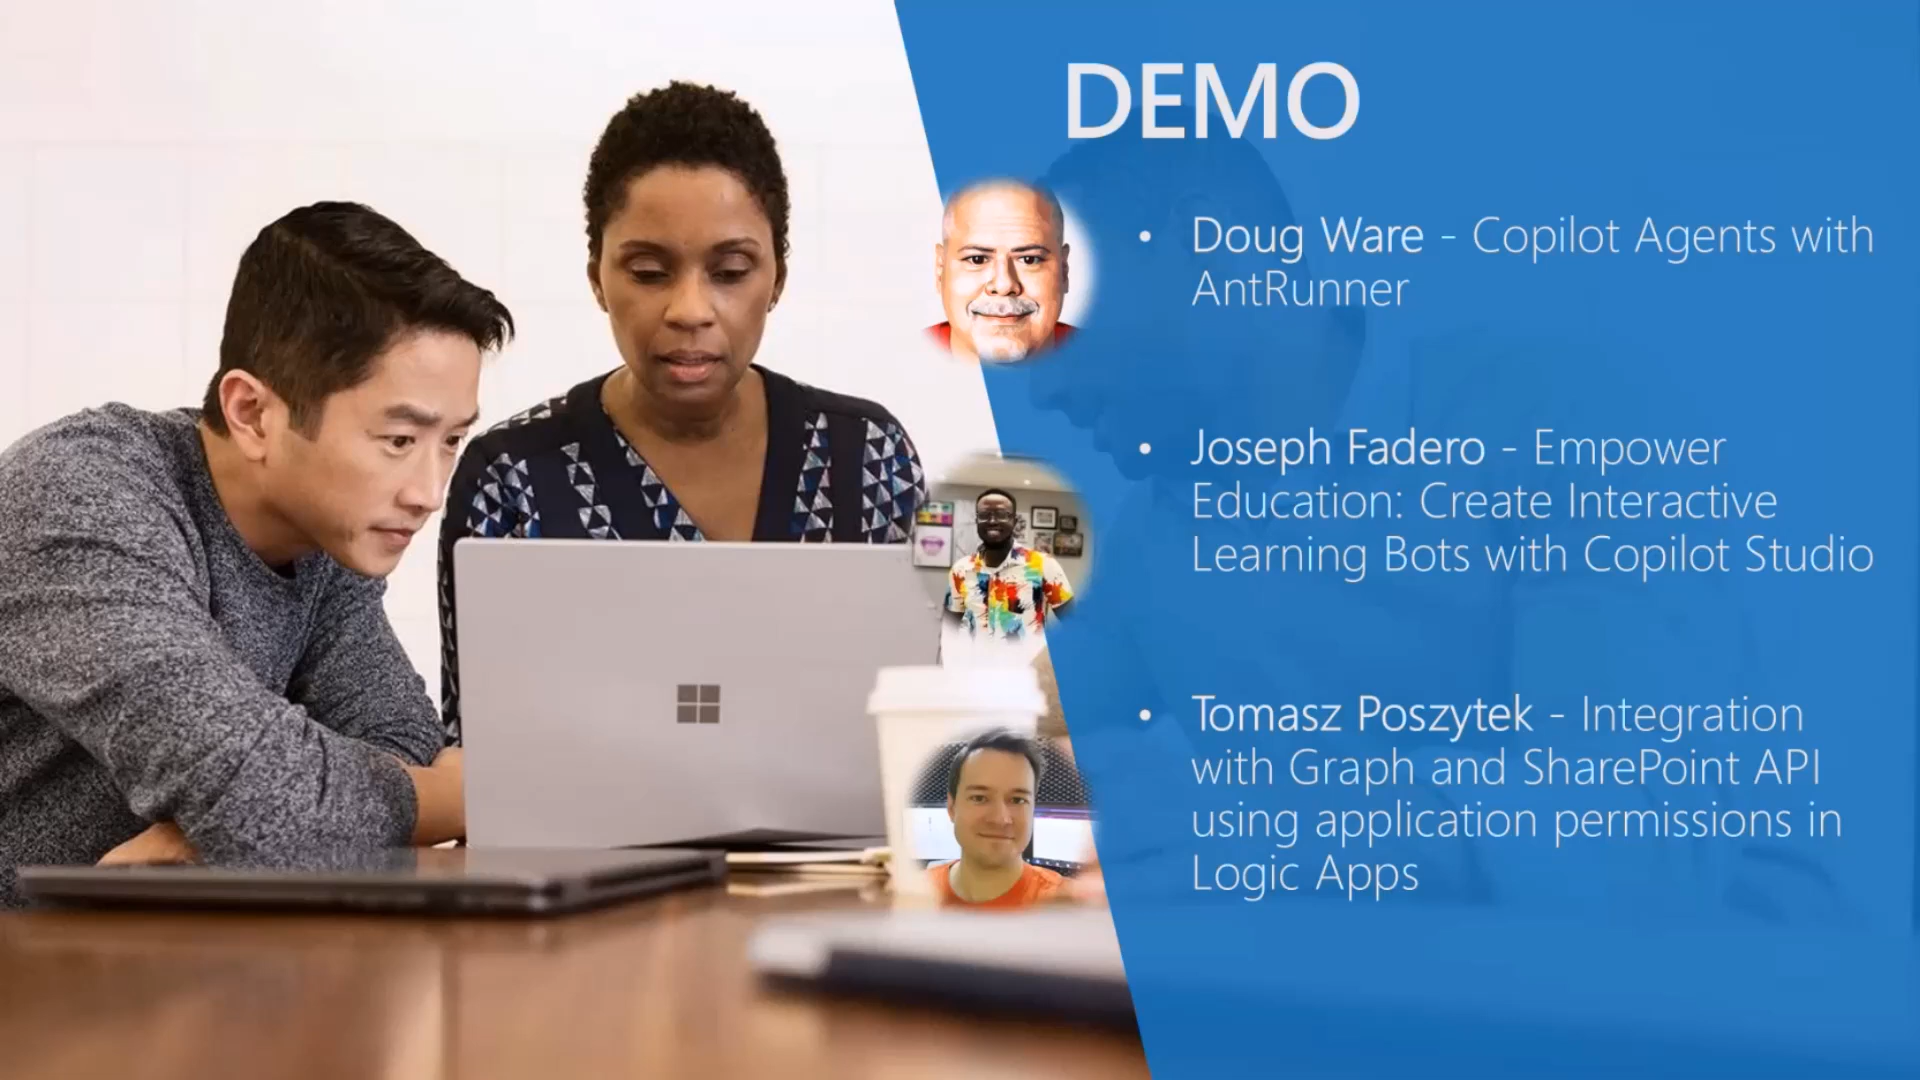 DEMO
• Doug Ware - Copilot Agents with
AntRunner
• Joseph Fadero - Empower
Education: Create Interactive
Learning Bots with Copilot Studio
• Tomasz Poszytek - Integration
with Graph and SharePoint API
using application permissions in
Logic Apps